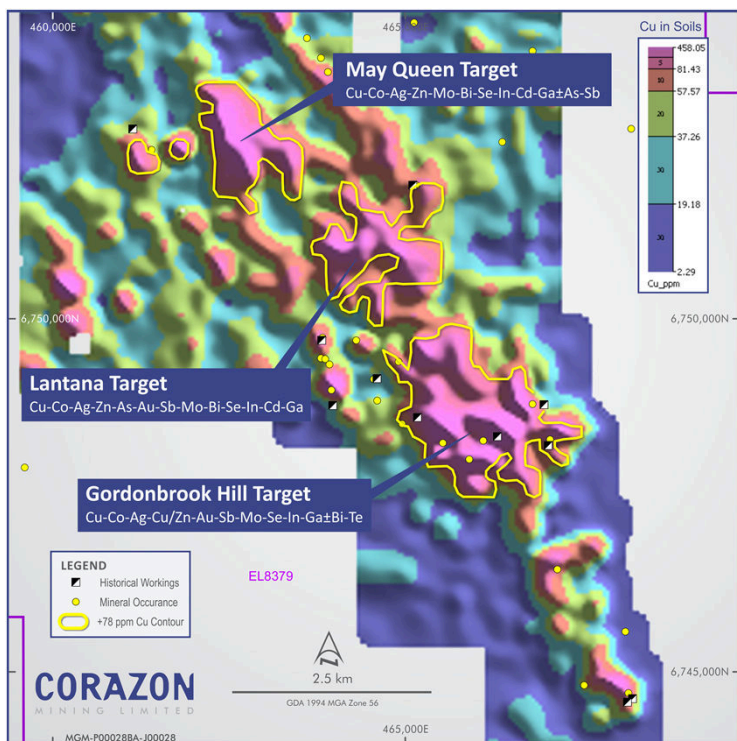 460,000E
465,000E
Cu in Soils
458.05
5
81.43
10
57.57
20
37.26
30
19.18
30
2.29
Cu_ppm
May Queen Target
Cu-Co-Ag-Zn-Mo-Bi-Se-In-Cd-Ga±As-Sb
6,750,000N
6,750,000N
Lantana Target
Cu-Co-Ag-Zn-As-Au-Sb-Mo-Bi-Se-In-Cd-Ga
Gordonbrook Hill Target
Cu-Co-Ag-Cu/Zn-Au-Sb-Mo-Se-In-Ga±Bi-Te
LEGEND
Historical Workings
Mineral Occurance
+78 ppm Cu Contour
EL8379
N
2.5 km
GDA 1994 MGA Zone 56
6,745,000N
CORAZON
MINING LIMITED
MGM-P00028BA-J00028
465,000E